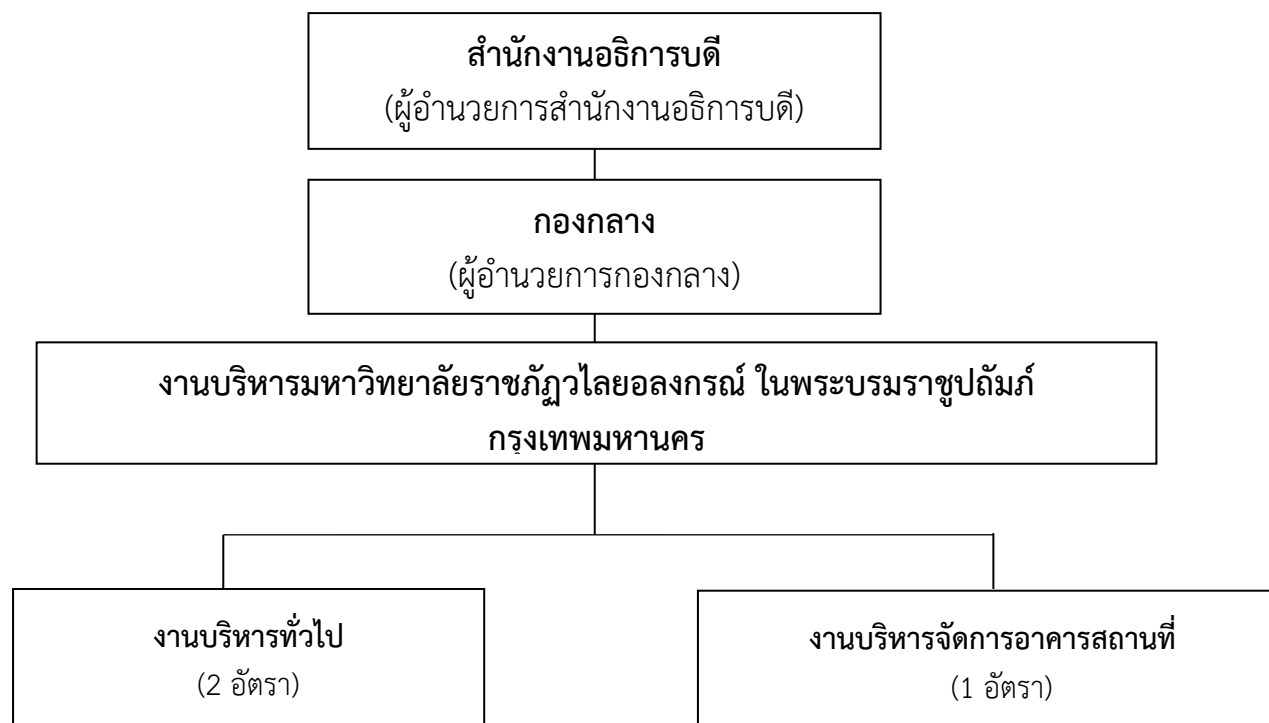 สำนักงานอธิการบดี
(ผู้อำนวยการสำนักงานอธิการบดี)
กองกลาง
(ผู้อำนวยการกองกลาง)
งานบริหารมหาวิทยาลัยราชภัฏวไลยอลงกรณ์ ในพระบรมราชูปถัมภ์
กรุงเทพมหานคร
งานบริหารทั่วไป
(2 อัตรา)
งานบริหารจัดการอาคารสถานที่
(1 อัตรา)